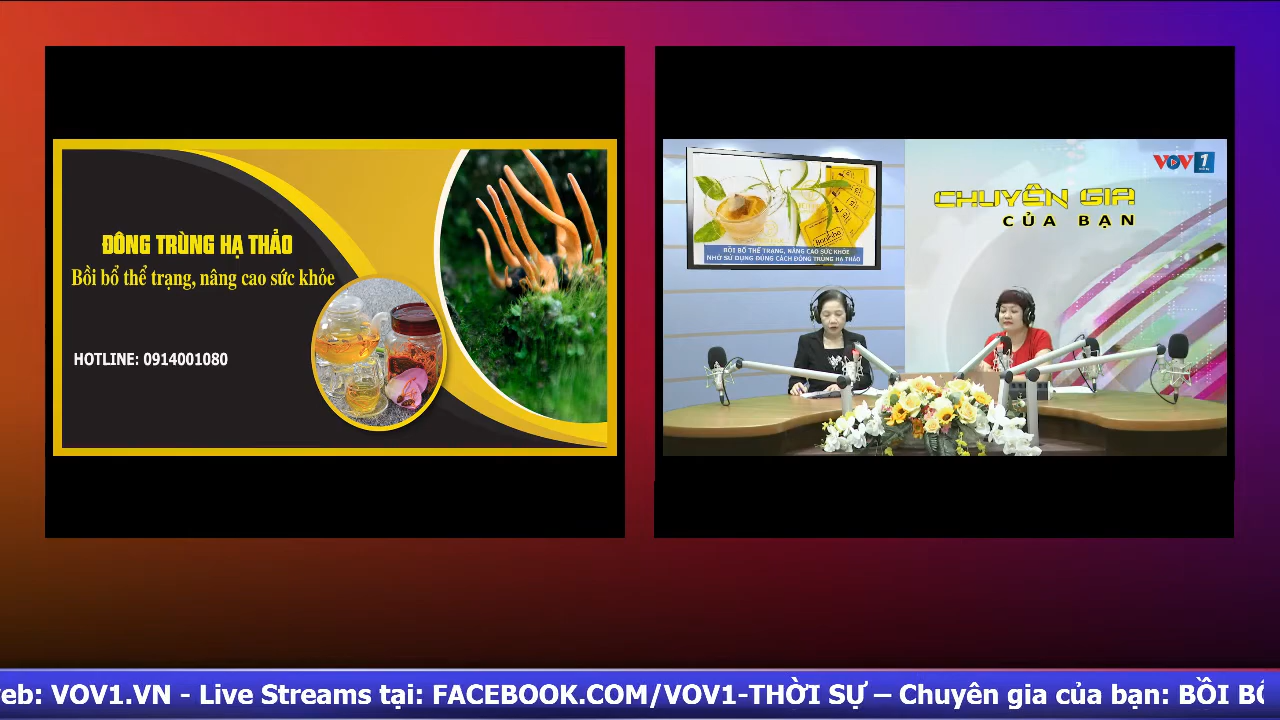 ĐÔNG TRÙNG HẠ THẢO
Bồi bổ thể trạng, nâng cao sức khỏe
HOTLINE: 0914001080
VOV1
CHUYÊN GIA
CỦA BẠN
BỒI BỔ THỂ TRẠNG, NÂNG CAO SỨC KHỎE
NHỜ SỬ DỤNG ĐÚNG CÁCH ĐÔNG TRÙNG HẠ THẢO
eb: VOV1.VN - Live Streams tại: FACEBOOK.COM/VOV1-THỜI SỰ – Chuyên gia của bạn: BỒI BỔ